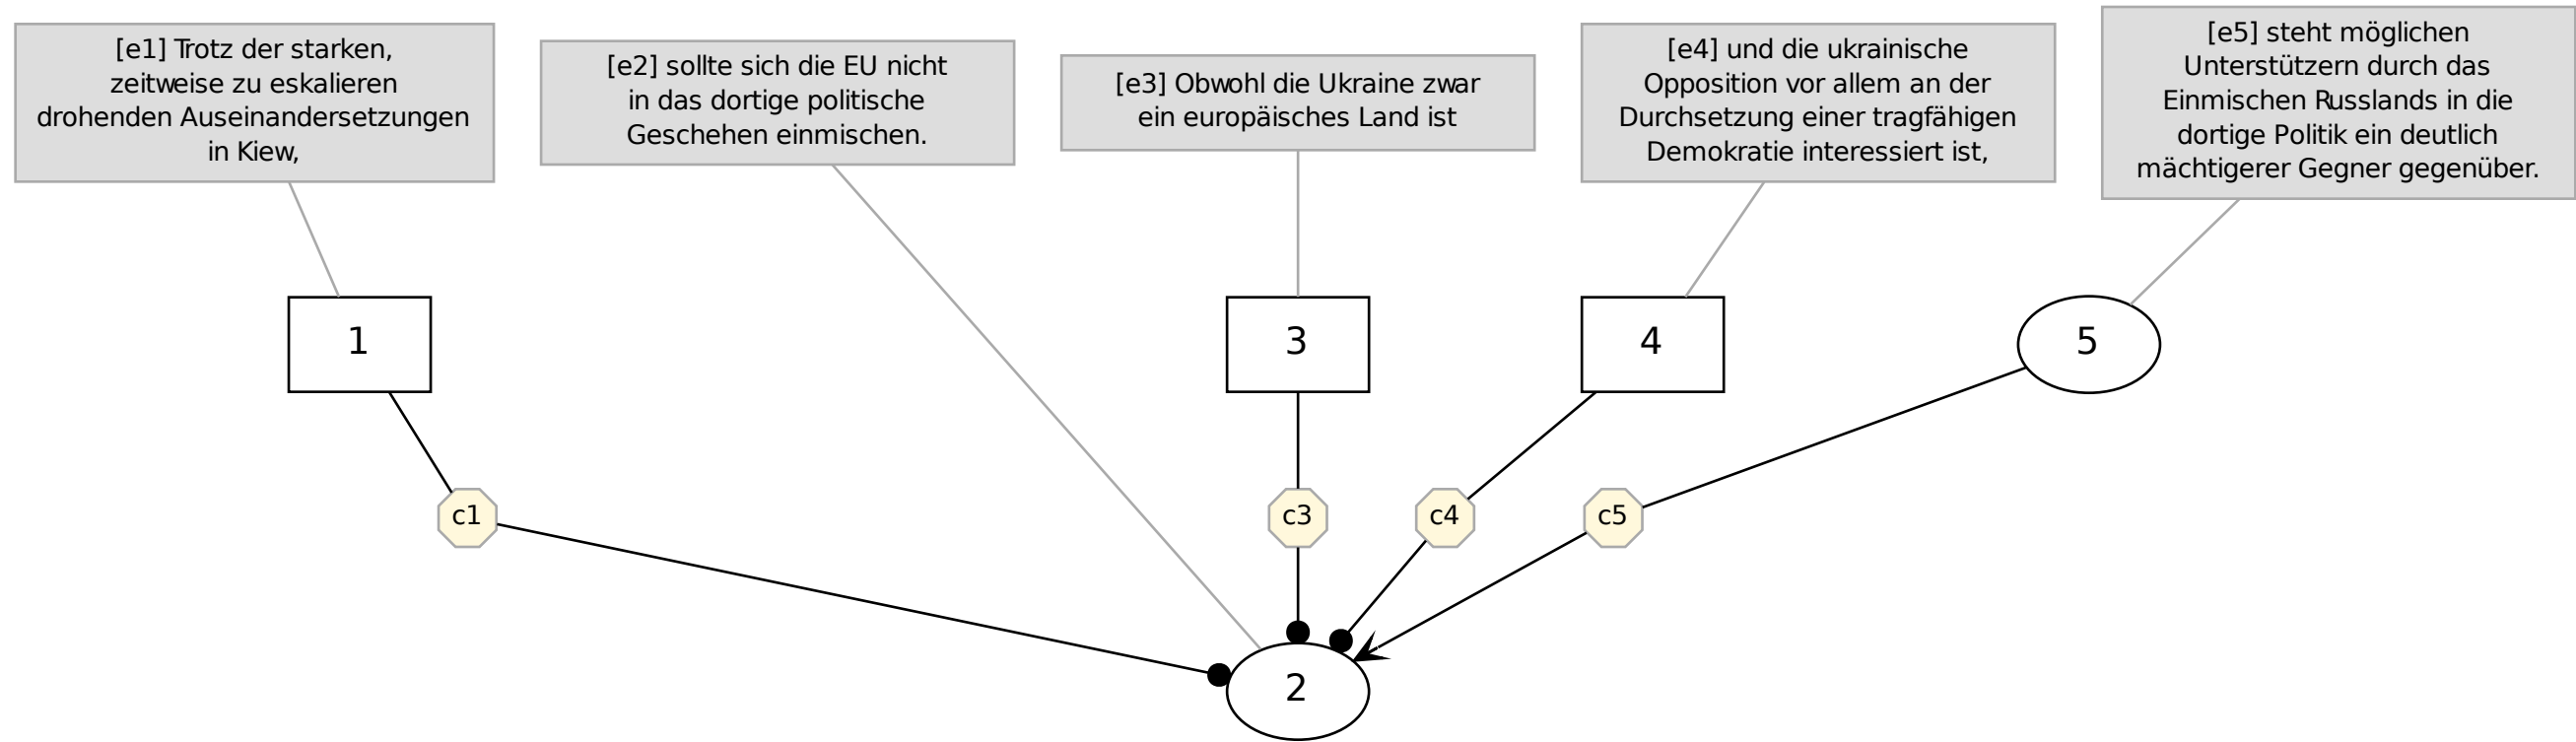 [e1] Trotz der starken,
zeitweise zu eskalieren
drohenden Auseinandersetzungen
in Kiew,
[e2] sollte sich die EU nicht
in das dortige politische
Geschehen einmischen.
[e3] Obwohl die Ukraine zwar
ein europäisches Land ist
[e4] und die ukrainische
Opposition vor allem an der
Durchsetzung einer tragfähigen
Demokratie interessiert ist,
[e5] steht möglichen
Unterstützern durch das
Einmischen Russlands in die
dortige Politik ein deutlich
mächtigerer Gegner gegenüber.
1
3
4
5
c1
c3
c4
c5
2